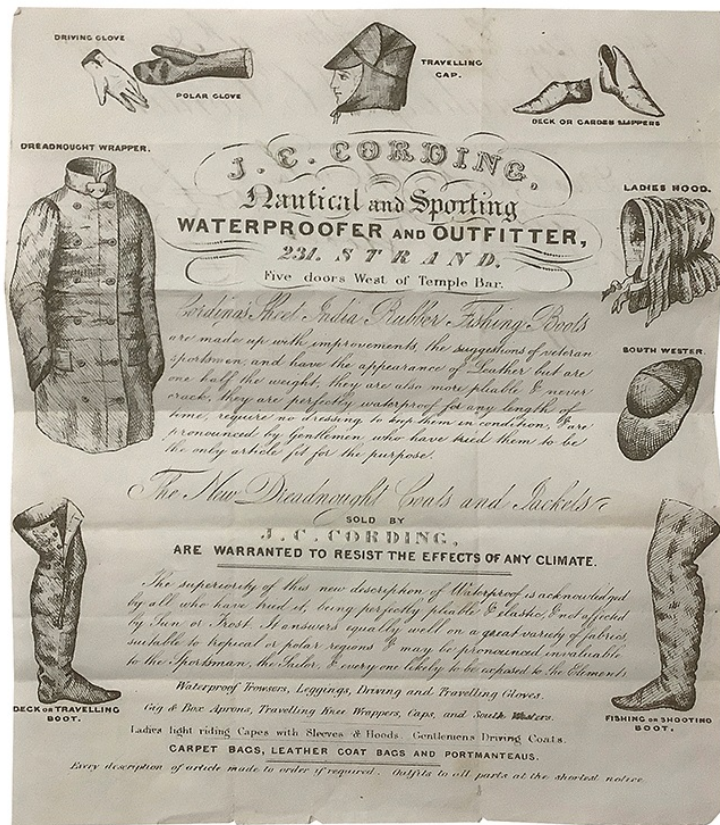 DRIVING GLOVE
POLAR GLOVE
TRAVELLING
CAP.
DECK OR GARDEN SLIPPERS
DREADNOUGHT WRAPPER.
J. C. CORDING,
Nautical and Sporting
WATERPROOFER AND OUTFITTER,
231. STRAND.
Five doors West of Temple Bar.
LADIES HOOD.
Cording's Sheet India Rubber Fishing Boots
are made up with improvements, the suggestions of veteran
sportsmen, and have the appearance of Leather but are
one half the weight, they are also more pliable & never
crack, they are perfectly waterproof for any length of
time, require no dressing to keep them in condition, & are
pronounced by Gentlemen who have tried them to be
the only article fit for the purpose.
SOUTH WESTER.
The New Dreadnought Coats and Jackets
SOLD BY
J. C. CORDING,
ARE WARRANTED TO RESIST THE EFFECTS OF ANY CLIMATE.
The superiority of this new description of Waterproof is acknowledged
by all who have tried it, being perfectly pliable & elastic, & not affected
by Sun or Frost. It answers equally well on a great variety of fabrics,
suitable to tropical or polar regions & may be pronounced invaluable
to the Sportsman, the Sailor, & every one likely to be exposed to the Elements
DECK OR TRAVELLING
BOOT.
FISHING OR SHOOTING
BOOT.
Waterproof Trowsers, Leggings, Driving and Travelling Gloves.
Gig & Box Aprons, Travelling Knee Wrappers, Caps, and South Westers.
Ladies light riding Capes with Sleeves & Hoods. Gentlemens Driving Coats.
CARPET BAGS, LEATHER COAT BAGS AND PORTMANTEAUS.
Every description of article made to order if required. Outfits to all parts at the shortest notice